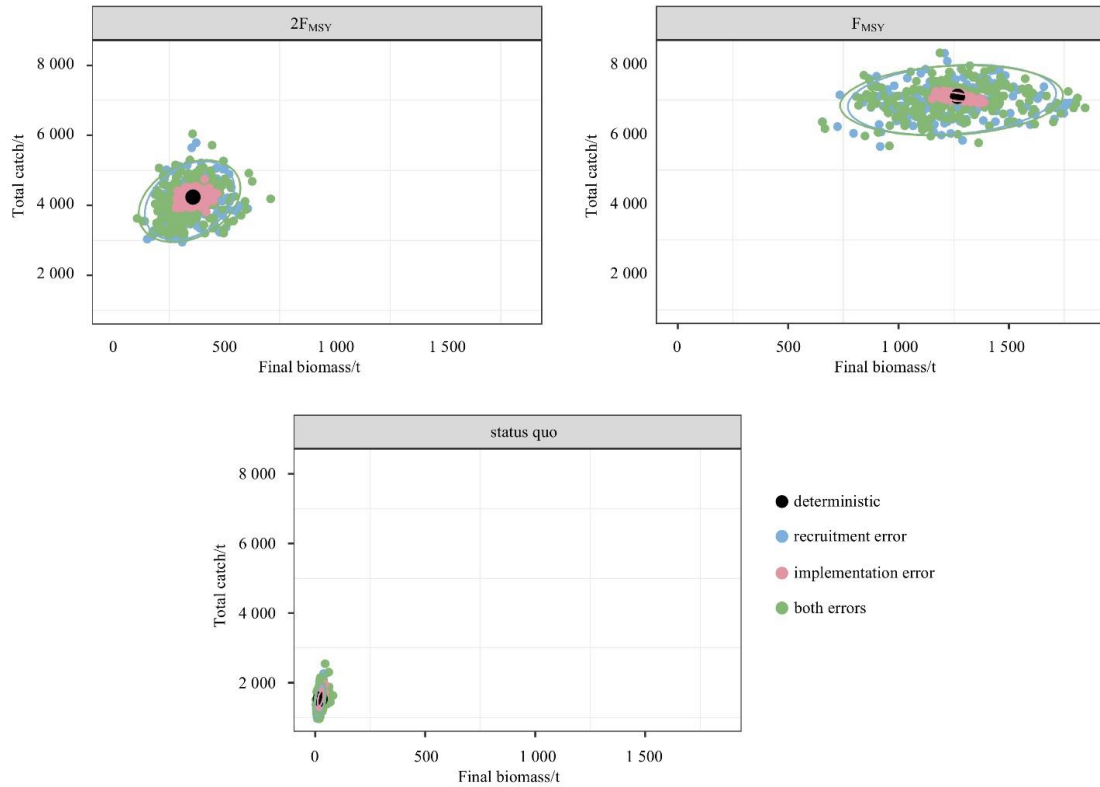 2F_MSY
8 000
6 000
4 000
2 000
Total catch/t
0 500 1 000 1 500
Final biomass/t
F_MSY
8 000
6 000
4 000
2 000
Total catch/t
0 500 1 000 1 500
Final biomass/t
status quo
8 000
6 000
4 000
2 000
Total catch/t
0 500 1 000 1 500
Final biomass/t
deterministic
recruitment error
implementation error
both errors